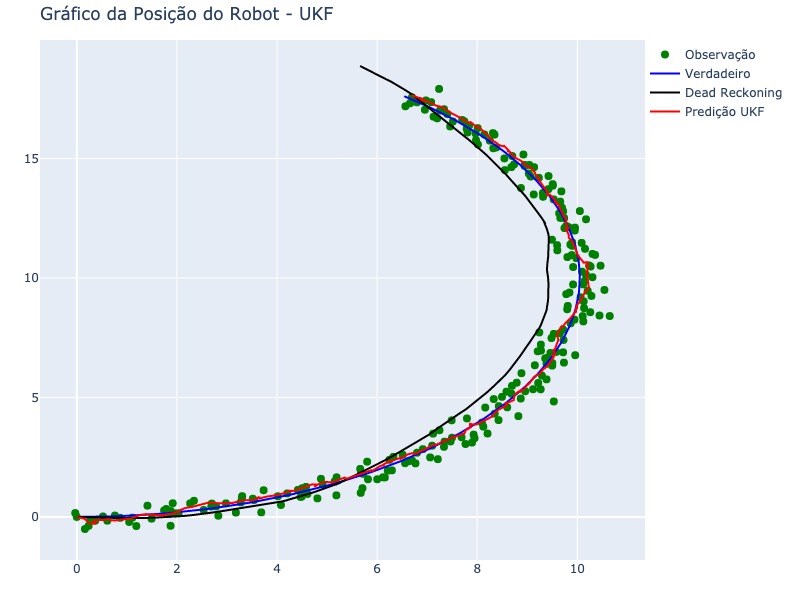 Gráfico da Posição do Robot - UKF
Observação
Verdadeiro
Dead Reckoning
Predição UKF
15
10
5
0
0 2 4 6 8 10